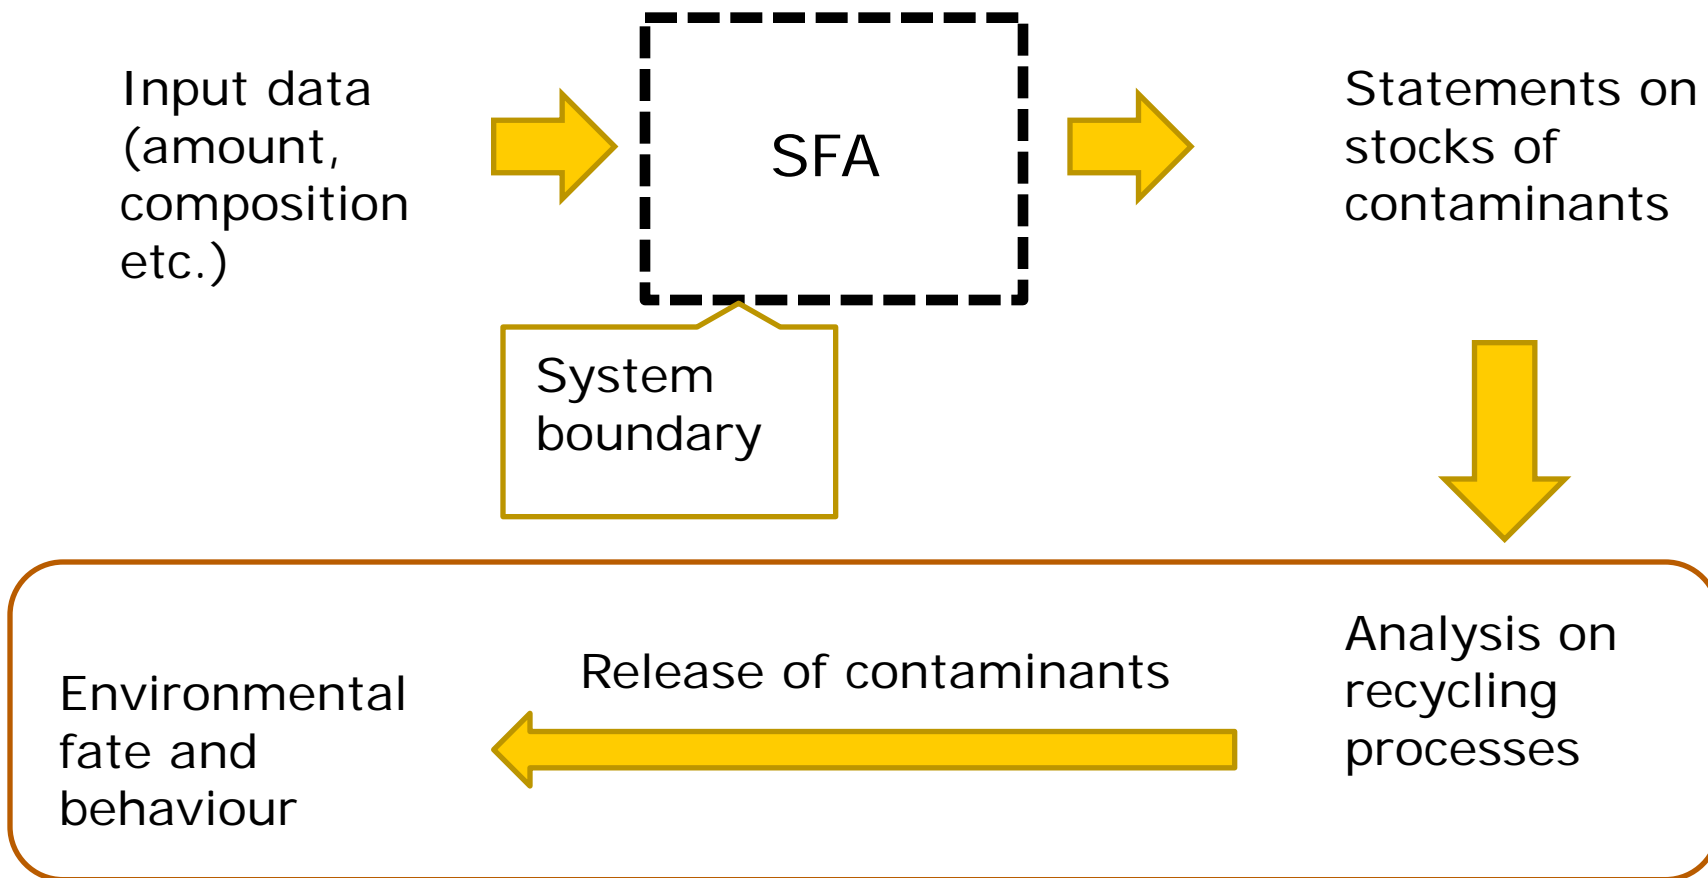 Input data
(amount,
composition
etc.)
SFA
Statements on
stocks of
contaminants
System
boundary
Environmental
fate and
behaviour
Release of contaminants
Analysis on
recycling
processes